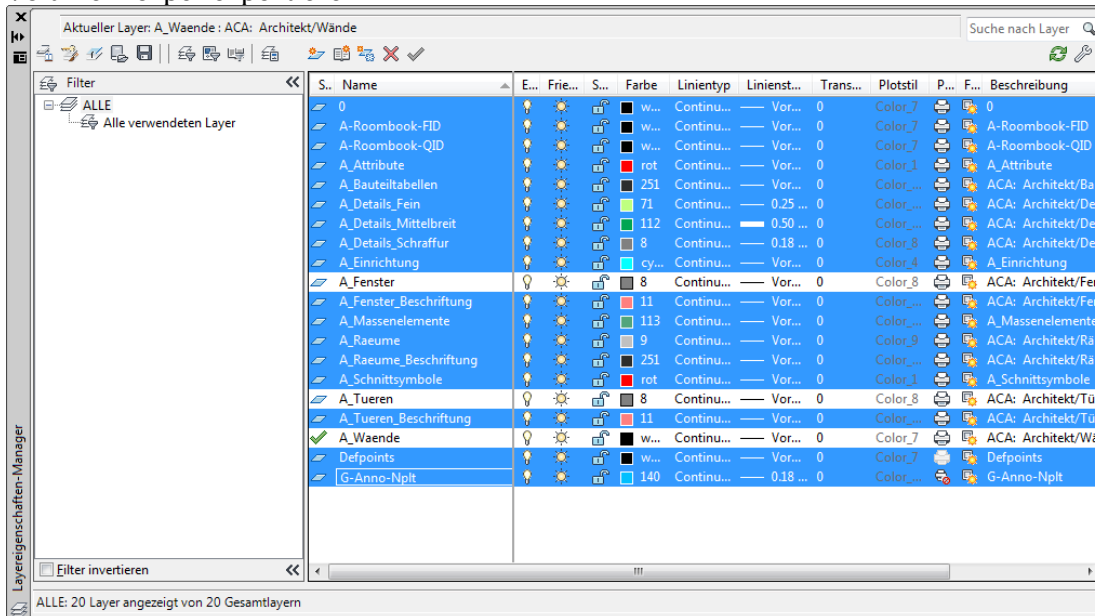 Aktueller Layer: A_Waende : ACA: Architekt/Wände
Suche nach Layer
Filter
ALLE
Alle verwendeten Layer
Filter invertieren
S.. Name E... Frie... S... Farbe Linientyp Linienst... Trans... Plotstil P... F... Beschreibung
0 w... Continu... Vor... 0 Color_7 0
A-Roombook-FID w... Continu... Vor... 0 Color_7 A-Roombook-FID
A-Roombook-QID w... Continu... Vor... 0 Color_7 A-Roombook-QID
A_Attribute rot Continu... Vor... 0 Color_1 A_Attribute
A_Bauteiltabellen 251 Continu... Vor... 0 Color_... ACA: Architekt/Ba
A_Details_Fein 71 Continu... 0.25 ... 0 Color_... ACA: Architekt/De
A_Details_Mittelbreit 112 Continu... 0.50 ... 0 Color_... ACA: Architekt/De
A_Details_Schraffur 8 Continu... 0.18 ... 0 Color_8 ACA: Architekt/De
A_Einrichtung cy... Continu... Vor... 0 Color_4 A_Einrichtung
A_Fenster 8 Continu... Vor... 0 Color_8 ACA: Architekt/Fe
A_Fenster_Beschriftung 11 Continu... Vor... 0 Color_... ACA: Architekt/Fe
A_Massenelemente 113 Continu... Vor... 0 Color_... A_Massenelemente
A_Raeume 9 Continu... Vor... 0 Color_9 ACA: Architekt/Rä
A_Raeume_Beschriftung 251 Continu... Vor... 0 Color_... ACA: Architekt/Rä
A_Schnittsymbole rot Continu... Vor... 0 Color_1 A_Schnittsymbole
A_Tueren 8 Continu... Vor... 0 Color_8 ACA: Architekt/Tü
A_Tueren_Beschriftung 11 Continu... Vor... 0 Color_... ACA: Architekt/Tü
A_Waende w... Continu... Vor... 0 Color_7 ACA: Architekt/Wä
Defpoints w... Continu... Vor... 0 Color_7 Defpoints
G-Anno-Nplt 140 Continu... 0.18 ... 0 Color_... G-Anno-Nplt
ALLE: 20 Layer angezeigt von 20 Gesamtlayern
Layereigenschaften-Manager